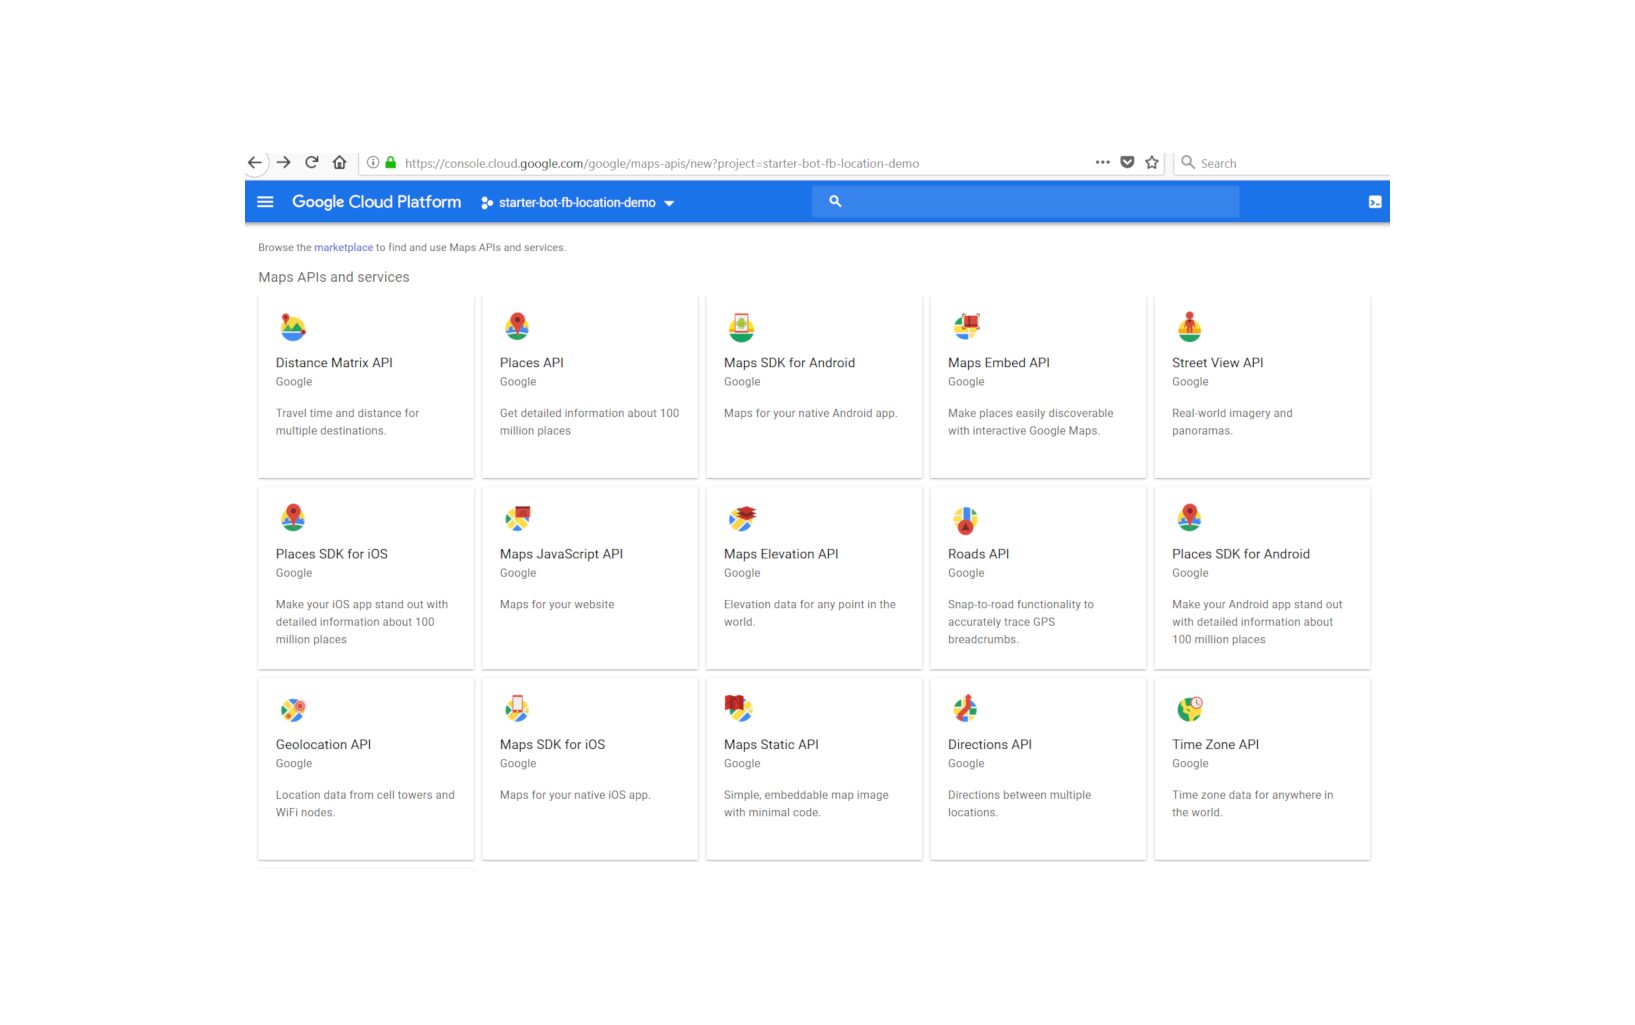 https://console.cloud.google.com/google/maps-apis/new?project=starter-bot-fb-location-demo
Search
Google Cloud Platform
starter-bot-fb-location-demo
Browse the marketplace to find and use Maps APIs and services.
Maps APIs and services
Distance Matrix API
Google
Travel time and distance for
multiple destinations.
Places API
Google
Get detailed information about 100
million places
Maps SDK for Android
Google
Maps for your native Android app.
Maps Embed API
Google
Make places easily discoverable
with interactive Google Maps.
Street View API
Google
Real-world imagery and
panoramas.
Places SDK for iOS
Google
Make your iOS app stand out with
detailed information about 100
million places
JS
Maps JavaScript API
Google
Maps for your website
Maps Elevation API
Google
Elevation data for any point in the
world.
Roads API
Google
Snap-to-road functionality to
accurately trace GPS
breadcrumbs.
Places SDK for Android
Google
Make your Android app stand out
with detailed information about
100 million places
Geolocation API
Google
Location data from cell towers and
WiFi nodes.
Maps SDK for iOS
Google
Maps for your native iOS app.
Maps Static API
Google
Simple, embeddable map image
with minimal code.
Directions API
Google
Directions between multiple
locations.
Time Zone API
Google
Time zone data for anywhere in
the world.